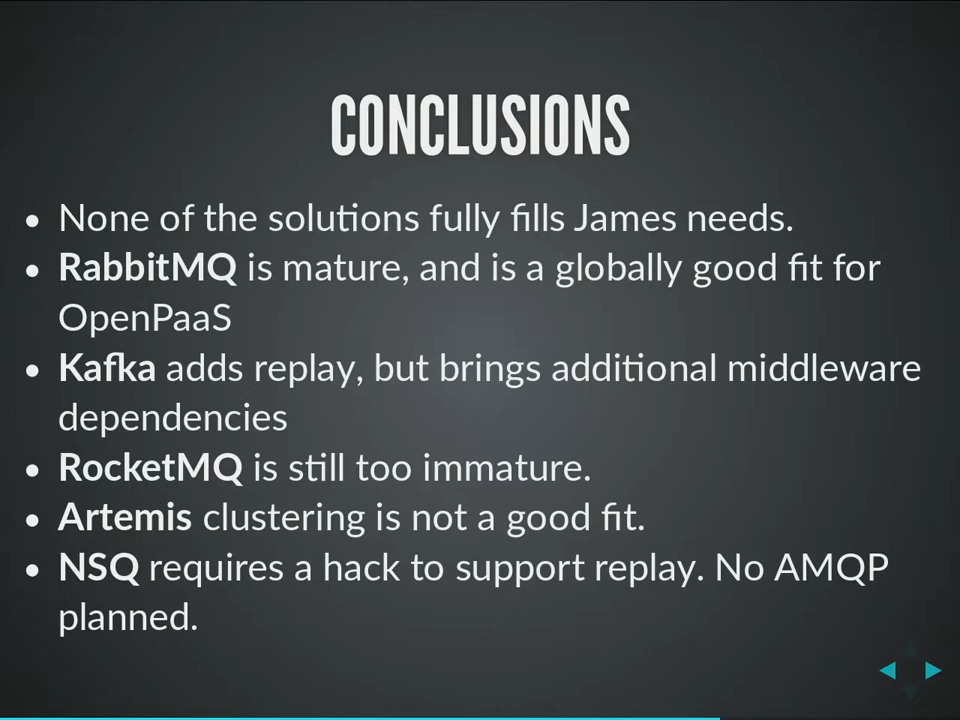 CONCLUSIONS
• None of the solutions fully fills James needs.
• RabbitMQ is mature, and is a globally good fit for
OpenPaaS
• Kafka adds replay, but brings additional middleware
dependencies
• RocketMQ is still too immature.
• Artemis clustering is not a good fit.
• NSQ requires a hack to support replay. No AMQP
planned.